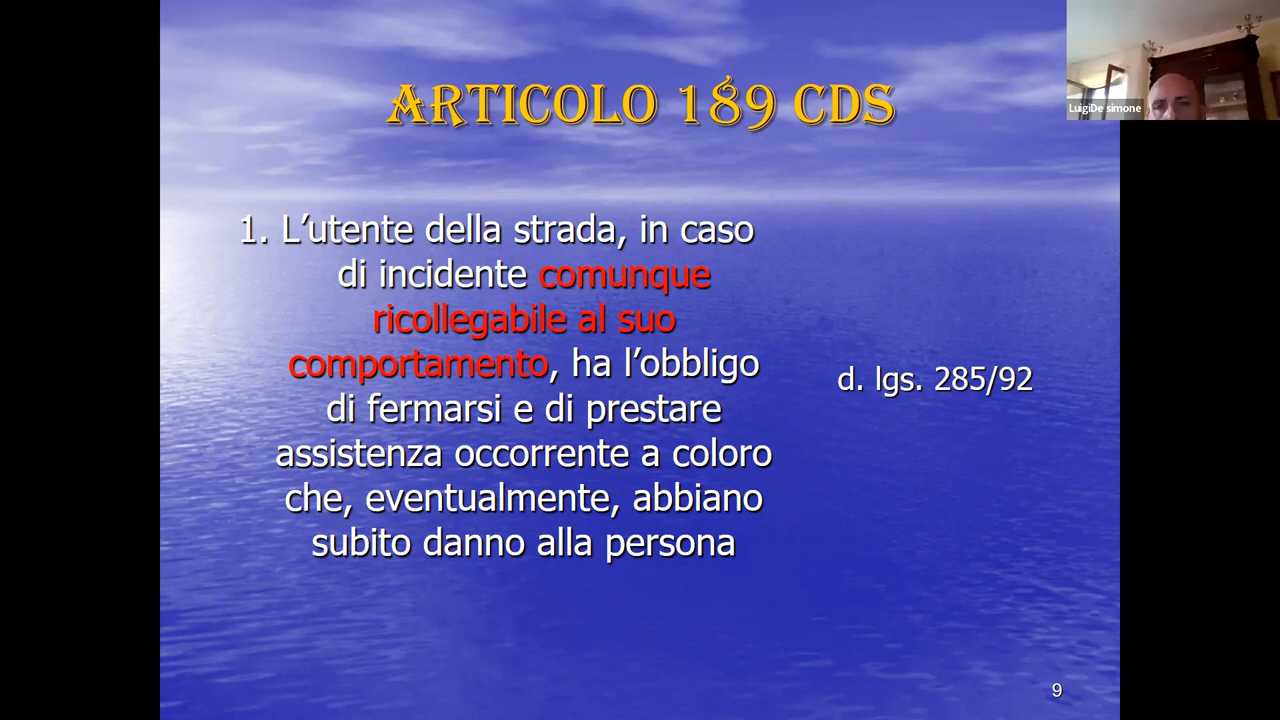 ARTICOLO 189 CDS
LuigiDe simone
1. L’utente della strada, in caso
di incidente comunque
ricollegabile al suo
comportamento, ha l’obbligo
di fermarsi e di prestare
assistenza occorrente a coloro
che, eventualmente, abbiano
subito danno alla persona
d. lgs. 285/92
9